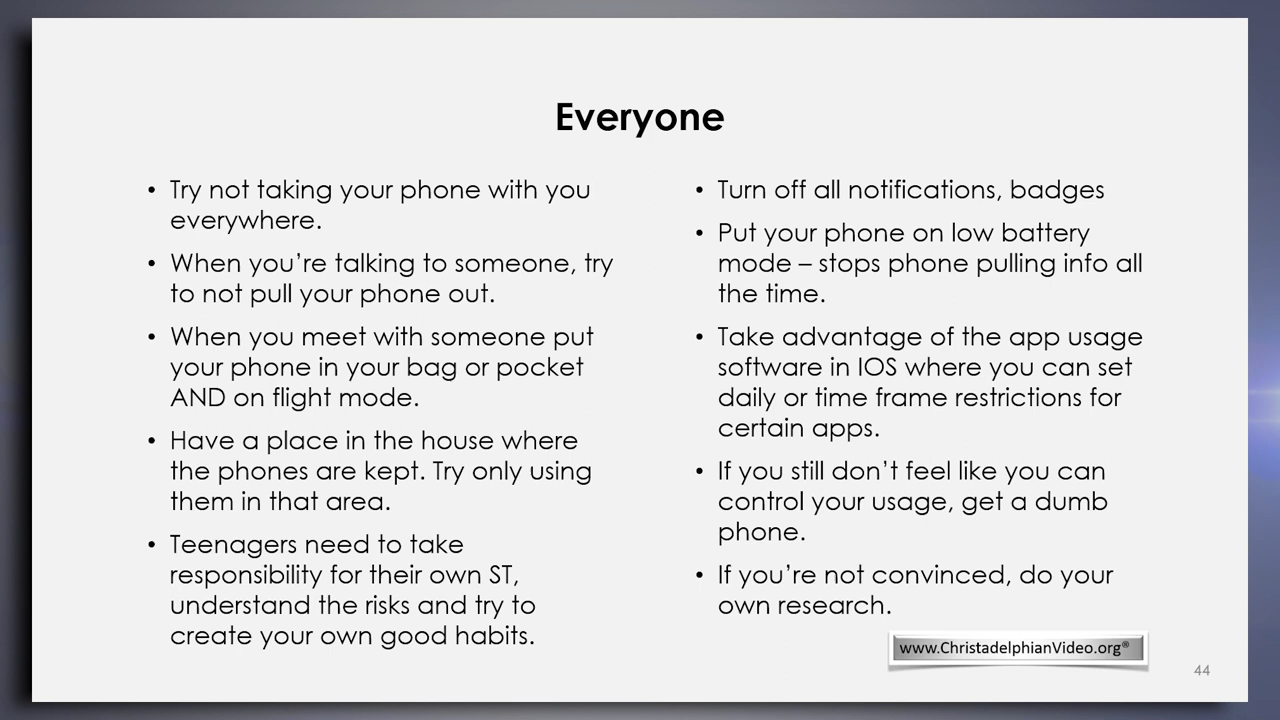 Everyone
• Try not taking your phone with you
everywhere.
• When you’re talking to someone, try
to not pull your phone out.
• When you meet with someone put
your phone in your bag or pocket
AND on flight mode.
• Have a place in the house where
the phones are kept. Try only using
them in that area.
• Teenagers need to take
responsibility for their own ST,
understand the risks and try to
create your own good habits.
• Turn off all notifications, badges
• Put your phone on low battery
mode – stops phone pulling info all
the time.
• Take advantage of the app usage
software in IOS where you can set
daily or time frame restrictions for
certain apps.
• If you still don’t feel like you can
control your usage, get a dumb
phone.
• If you’re not convinced, do your
own research.
www.ChristadelphianVideo.org®
44